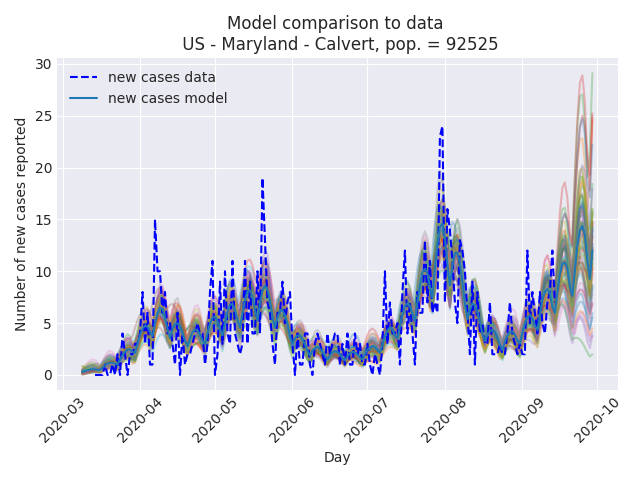 Model comparison to data
US - Maryland - Calvert, pop. = 92525
new cases data
new cases model
Number of new cases reported
30
25
20
15
10
5
0
2020-03
2020-04
2020-05
2020-06
2020-07
2020-08
2020-09
2020-10
Day